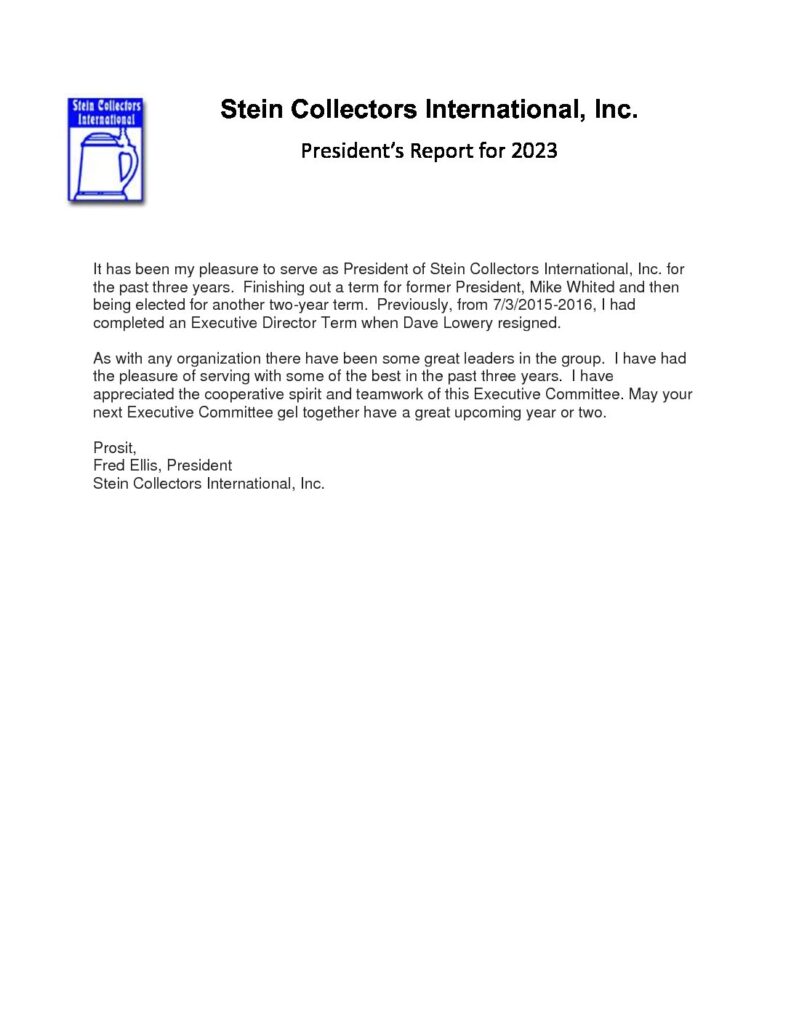 Stein Collectors
International
Stein Collectors International, Inc.
President’s Report for 2023
It has been my pleasure to serve as President of Stein Collectors International, Inc. for
the past three years.  Finishing out a term for former President, Mike Whited and then
being elected for another two-year term.  Previously, from 7/3/2015-2016, I had
completed an Executive Director Term when Dave Lowery resigned.
As with any organization there have been some great leaders in the group.  I have had
the pleasure of serving with some of the best in the past three years.  I have
appreciated the cooperative spirit and teamwork of this Executive Committee. May your
next Executive Committee gel together have a great upcoming year or two.
Prosit,
Fred Ellis, President
Stein Collectors International, Inc.